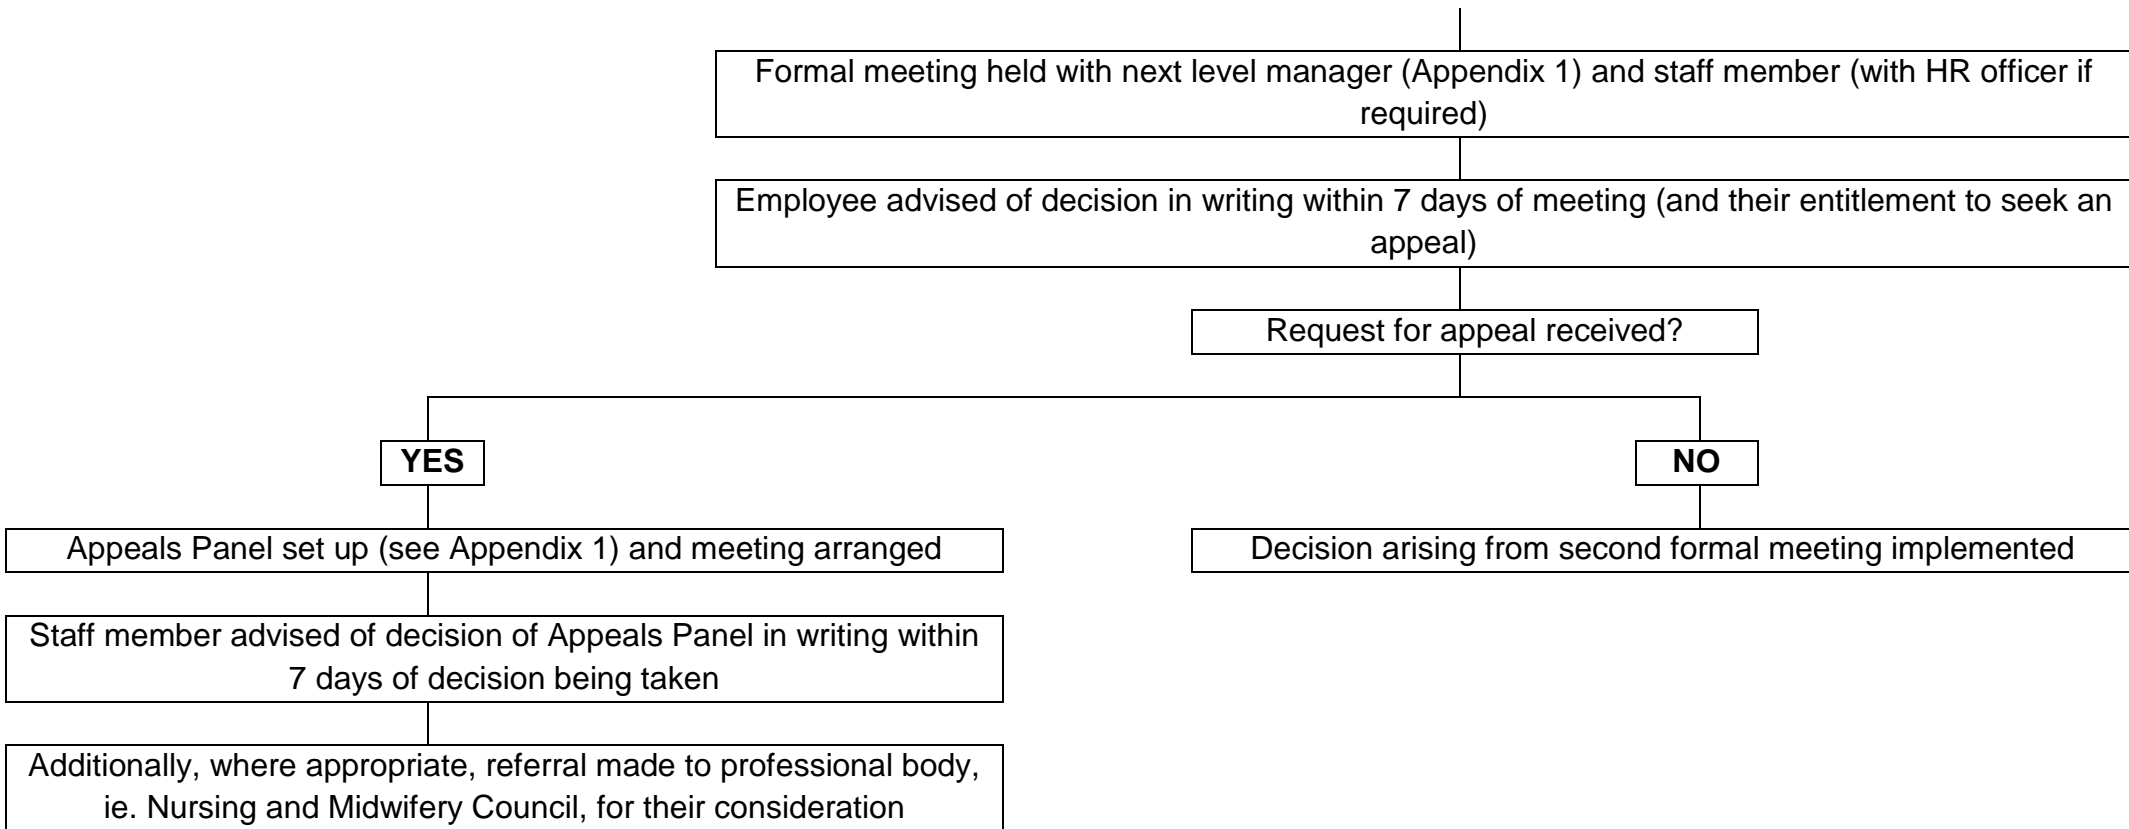 Formal meeting held with next level manager (Appendix 1) and staff member (with HR officer if
required)
Employee advised of decision in writing within 7 days of meeting (and their entitlement to seek an
appeal)
Request for appeal received?
YES
NO
Appeals Panel set up (see Appendix 1) and meeting arranged
Decision arising from second formal meeting implemented
Staff member advised of decision of Appeals Panel in writing within
7 days of decision being taken
Additionally, where appropriate, referral made to professional body,
ie. Nursing and Midwifery Council, for their consideration